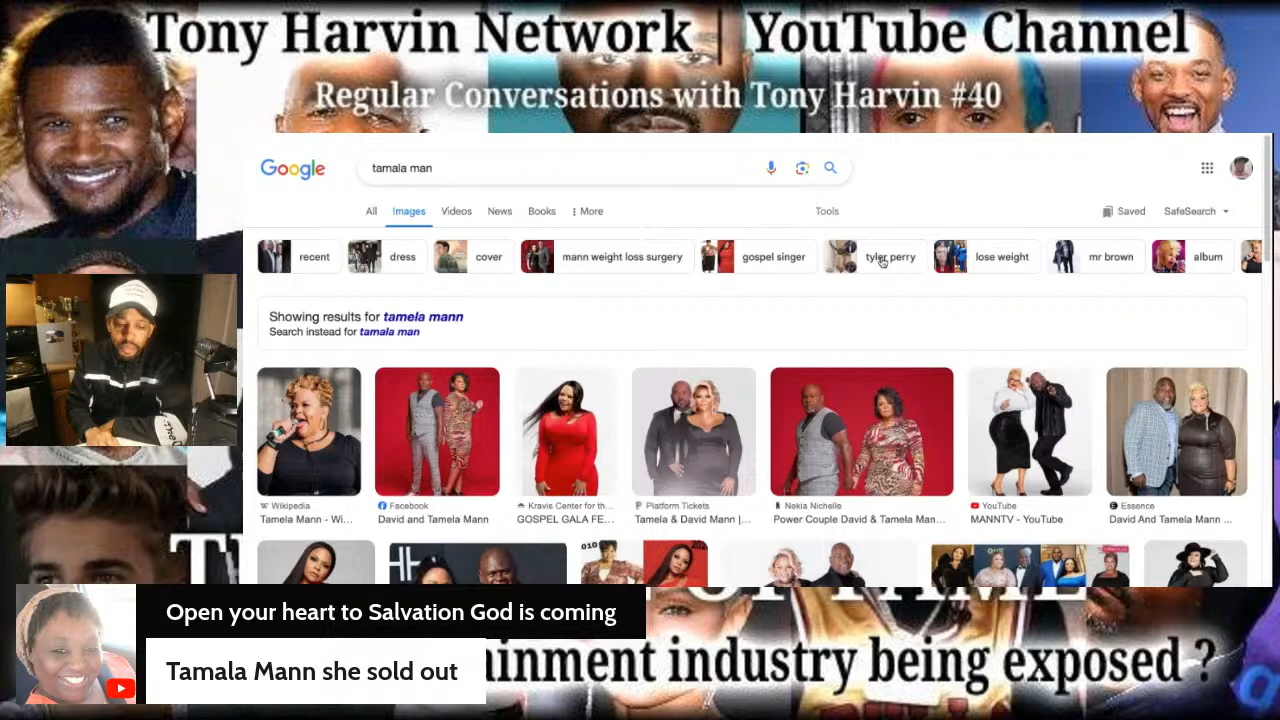 Tony Harvin Network | YouTube Channel
Regular Conversations with Tony Harvin #40
Google
tamala man
All Images Videos News Books More Tools Saved SafeSearch
recent dress cover mann weight loss surgery gospel singer tyler perry lose weight mr brown album
Showing results for tamela mann
Search instead for tamala man
Wikipedia
Tamela Mann - Wi...
Facebook
David and Tamela Mann
Kravis Center for th...
GOSPEL GALA FE...
Platform Tickets
Tamela & David Mann |...
Nekia Nichelle
Power Couple David & Tamela Man...
YouTube
MANNTV - YouTube
Essence
David And Tamela Mann ...
Open your heart to Salvation God is coming
Tamala Mann she sold out
ainment industry being exposed ?